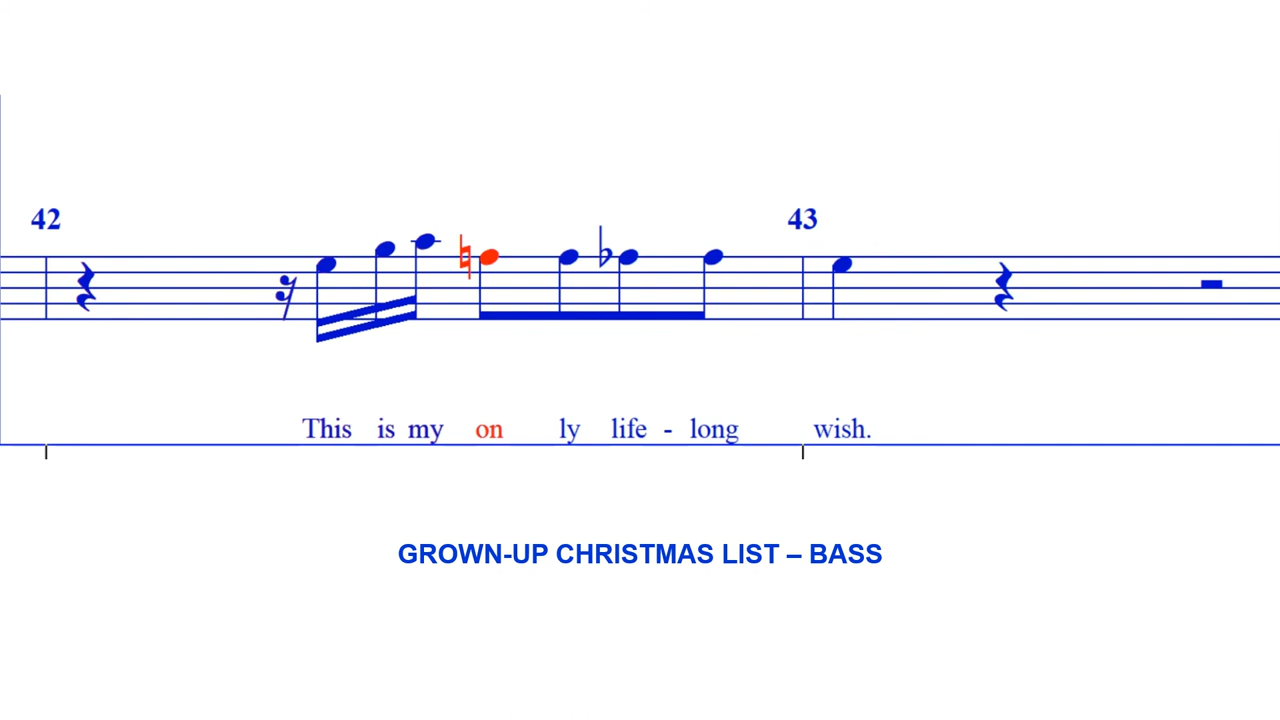 42 43
This is my on ly life - long wish.
GROWN-UP CHRISTMAS LIST – BASS